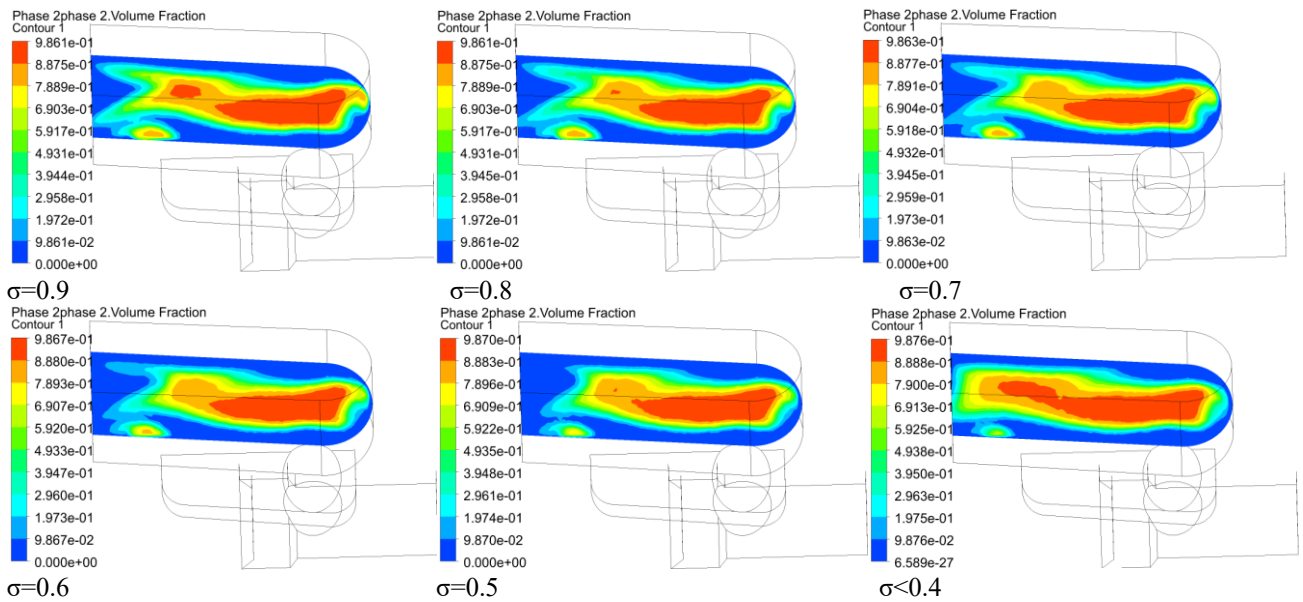 Phase 2phase 2.Volume Fraction
Contour 1
9.861e-01
8.875e-01
7.889e-01
6.903e-01
5.917e-01
4.931e-01
3.944e-01
2.958e-01
1.972e-01
9.861e-02
0.000e+00
σ=0.9
Phase 2phase 2.Volume Fraction
Contour 1
9.861e-01
8.875e-01
7.889e-01
6.903e-01
5.917e-01
4.931e-01
3.945e-01
2.958e-01
1.972e-01
9.861e-02
0.000e+00
σ=0.8
Phase 2phase 2.Volume Fraction
Contour 1
9.863e-01
8.877e-01
7.891e-01
6.904e-01
5.918e-01
4.932e-01
3.945e-01
2.959e-01
1.973e-01
9.863e-02
0.000e+00
σ=0.7
Phase 2phase 2.Volume Fraction
Contour 1
9.867e-01
8.880e-01
7.893e-01
6.907e-01
5.920e-01
4.933e-01
3.947e-01
2.960e-01
1.973e-01
9.867e-02
0.000e+00
σ=0.6
Phase 2phase 2.Volume Fraction
Contour 1
9.870e-01
8.883e-01
7.896e-01
6.909e-01
5.922e-01
4.935e-01
3.948e-01
2.961e-01
1.974e-01
9.870e-02
0.000e+00
σ=0.5
Phase 2phase 2.Volume Fraction
Contour 1
9.876e-01
8.888e-01
7.900e-01
6.913e-01
5.925e-01
4.938e-01
3.950e-01
2.963e-01
1.975e-01
9.876e-02
6.589e-27
σ<0.4